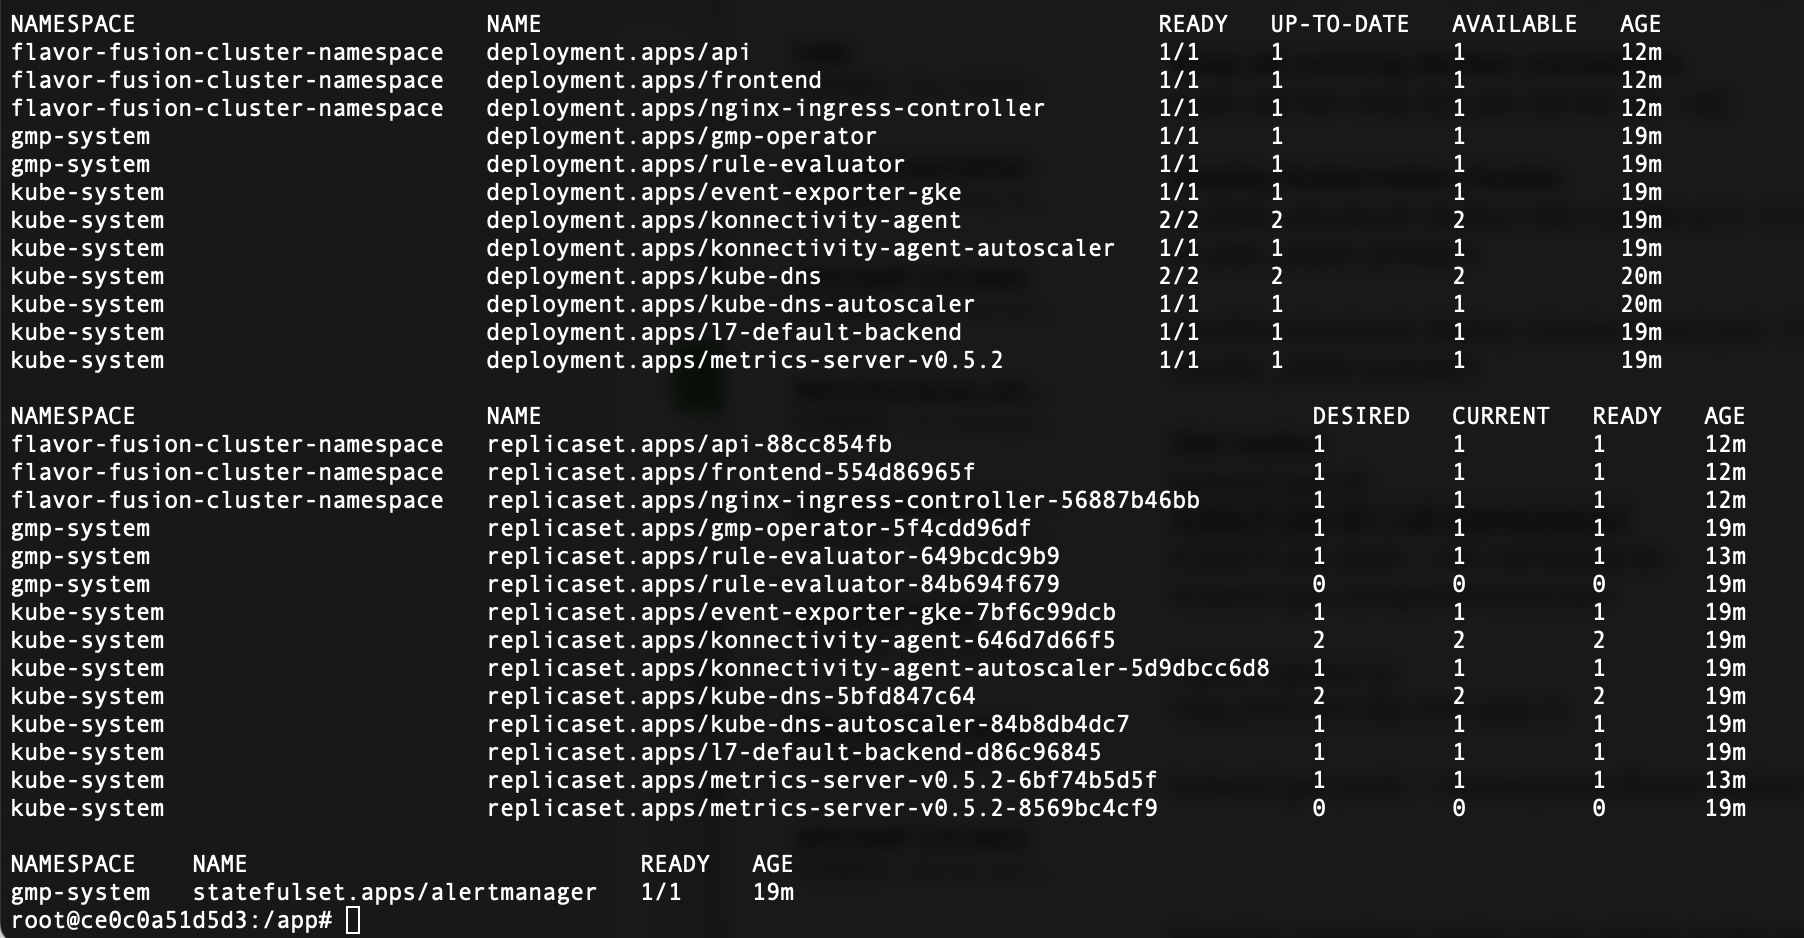 NAMESPACE NAME READY UP-TO-DATE AVAILABLE AGE
flavor-fusion-cluster-namespace deployment.apps/api 1/1 1 1 12m
flavor-fusion-cluster-namespace deployment.apps/frontend 1/1 1 1 12m
flavor-fusion-cluster-namespace deployment.apps/nginx-ingress-controller 1/1 1 1 12m
gmp-system deployment.apps/gmp-operator 1/1 1 1 19m
gmp-system deployment.apps/rule-evaluator 1/1 1 1 19m
kube-system deployment.apps/event-exporter-gke 1/1 1 1 19m
kube-system deployment.apps/konnectivity-agent 2/2 2 2 19m
kube-system deployment.apps/konnectivity-agent-autoscaler 1/1 1 1 19m
kube-system deployment.apps/kube-dns 2/2 2 2 20m
kube-system deployment.apps/kube-dns-autoscaler 1/1 1 1 20m
kube-system deployment.apps/l7-default-backend 1/1 1 1 19m
kube-system deployment.apps/metrics-server-v0.5.2 1/1 1 1 19m
NAMESPACE NAME DESIRED CURRENT READY AGE
flavor-fusion-cluster-namespace replicaset.apps/api-88cc854fb 1 1 1 12m
flavor-fusion-cluster-namespace replicaset.apps/frontend-554d86965f 1 1 1 12m
flavor-fusion-cluster-namespace replicaset.apps/nginx-ingress-controller-56887b46bb 1 1 1 12m
gmp-system replicaset.apps/gmp-operator-5f4cdd96df 1 1 1 19m
gmp-system replicaset.apps/rule-evaluator-649bcdc9b9 1 1 1 13m
gmp-system replicaset.apps/rule-evaluator-84b694f679 0 0 0 19m
kube-system replicaset.apps/event-exporter-gke-7bf6c99dcb 1 1 1 19m
kube-system replicaset.apps/konnectivity-agent-646d7d66f5 2 2 2 19m
kube-system replicaset.apps/konnectivity-agent-autoscaler-5d9dbcc6d8 1 1 1 19m
kube-system replicaset.apps/kube-dns-5bfd847c64 2 2 2 19m
kube-system replicaset.apps/kube-dns-autoscaler-84b8db4dc7 1 1 1 19m
kube-system replicaset.apps/l7-default-backend-d86c96845 1 1 1 19m
kube-system replicaset.apps/metrics-server-v0.5.2-6bf74b5d5f 1 1 1 13m
kube-system replicaset.apps/metrics-server-v0.5.2-8569bc4cf9 0 0 0 19m
NAMESPACE NAME READY AGE
gmp-system statefulset.apps/alertmanager 1/1 19m
root@ce0c0a51d5d3:/app#